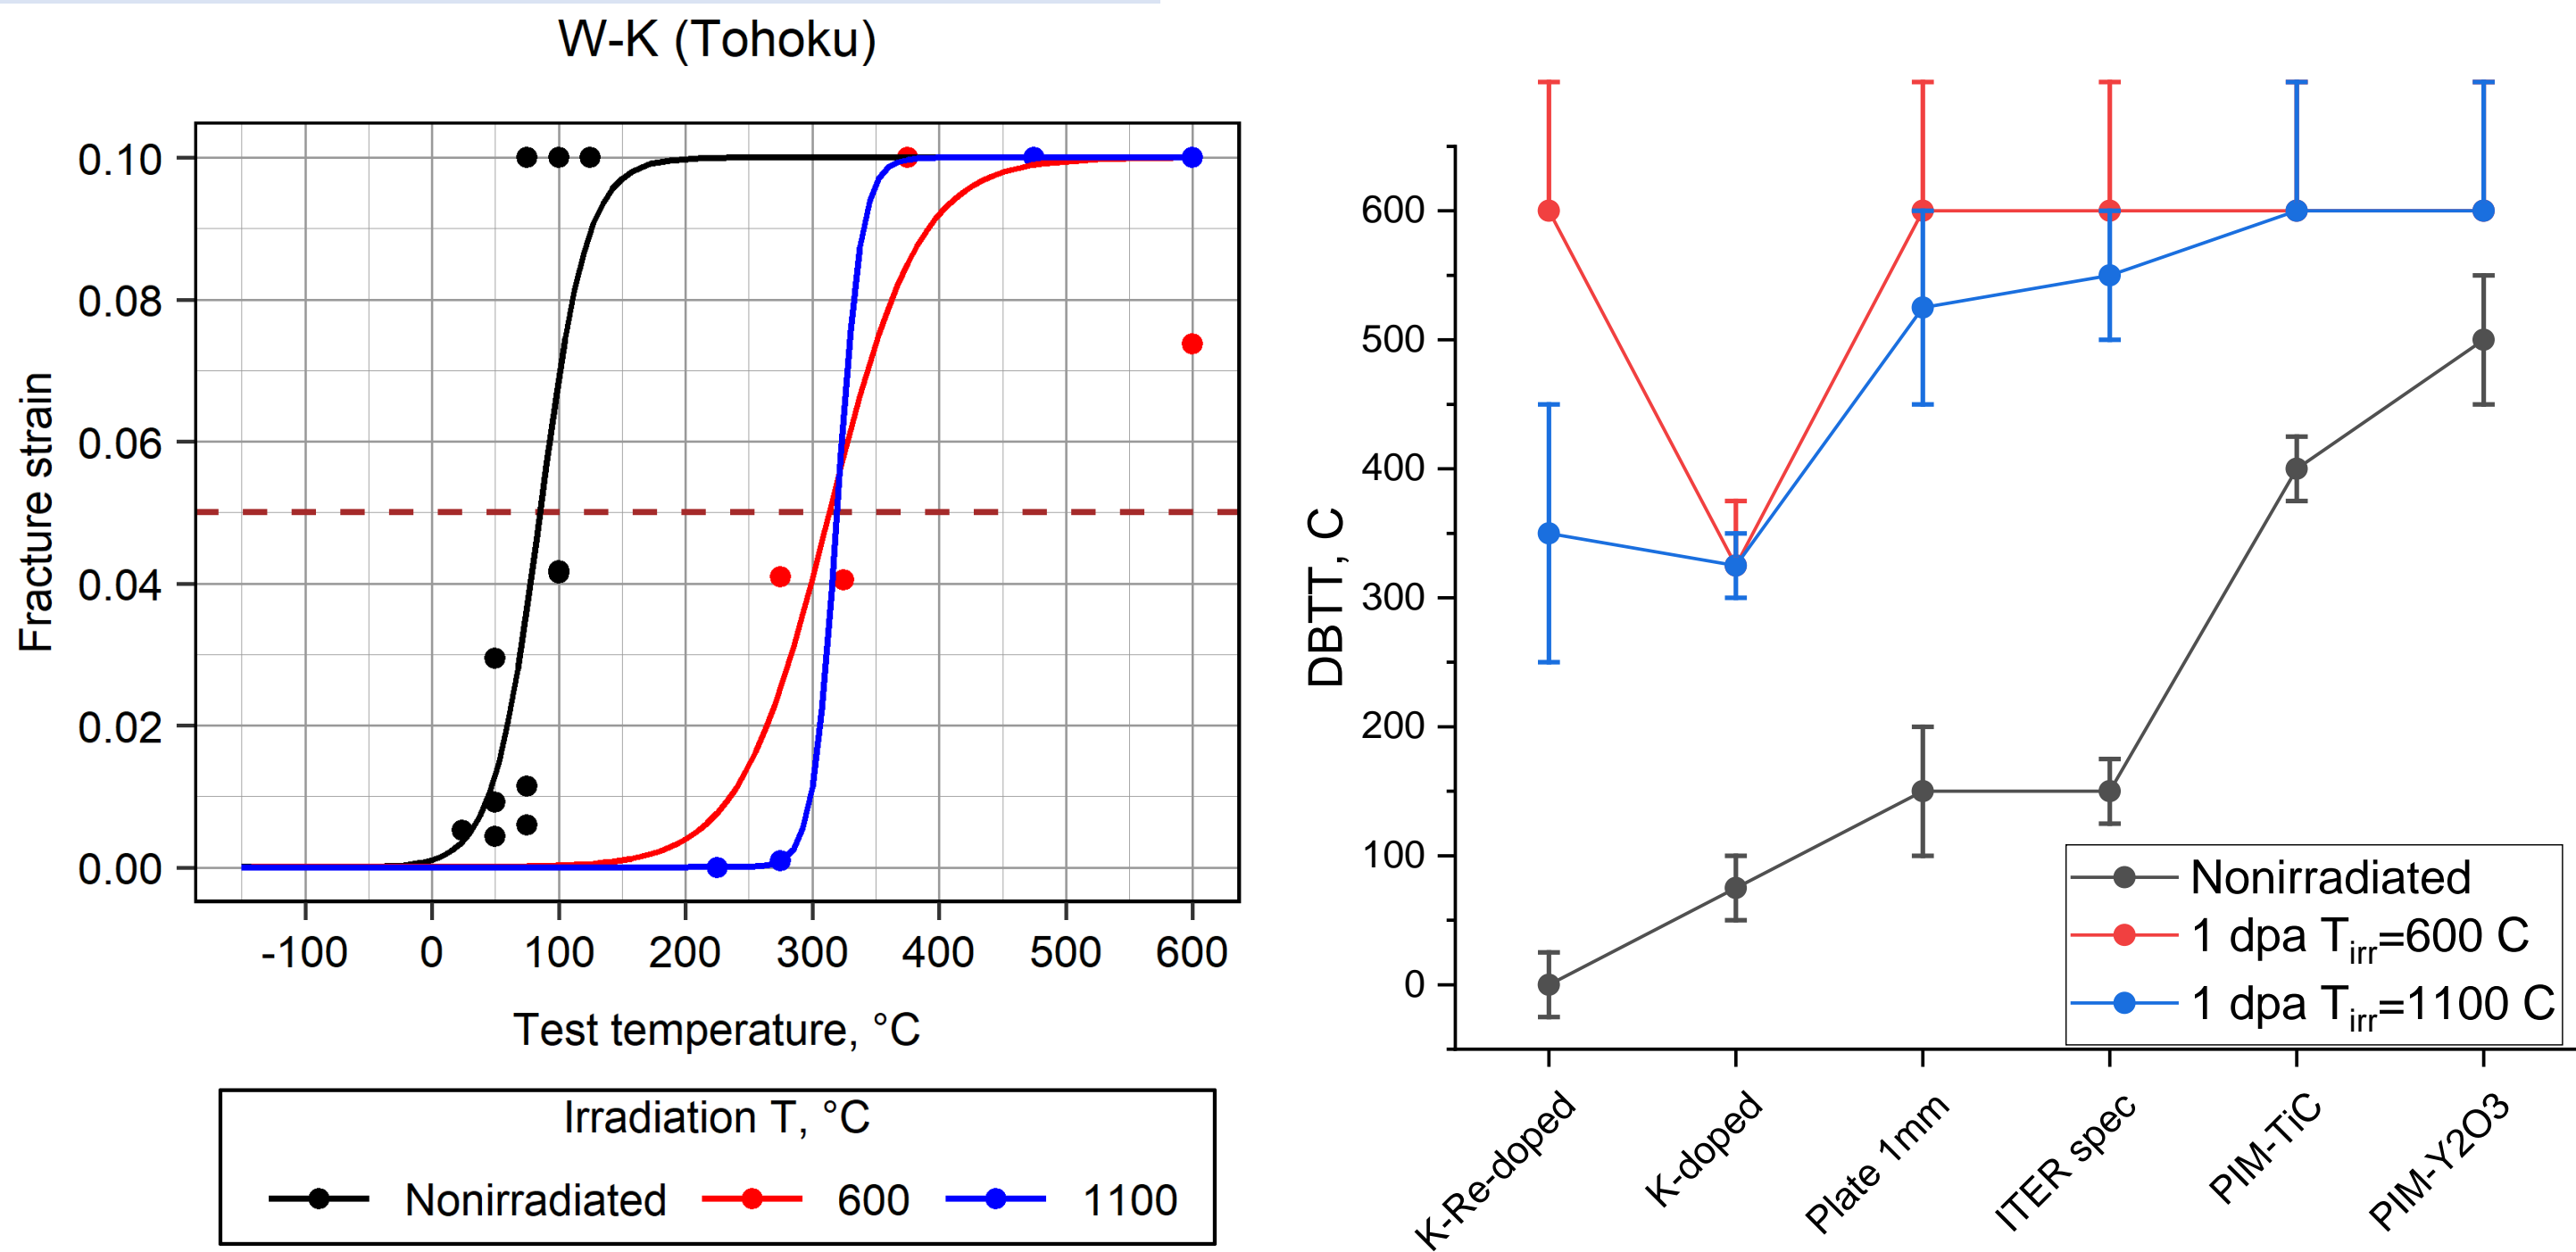 W-K (Tohoku)
Fracture strain
0.10
0.08
0.06
0.04
0.02
0.00
-100 0 100 200 300 400 500 600
Test temperature, °C
Irradiation T, °C
Nonirradiated 600 1100
DBTT, C
600
500
400
300
200
100
0
Nonirradiated
1 dpa Tirr=600 C
1 dpa Tirr=1100 C
K-Re-doped
K-doped
Plate 1mm
ITER spec
PIM-TiC
PIM-Y2O3